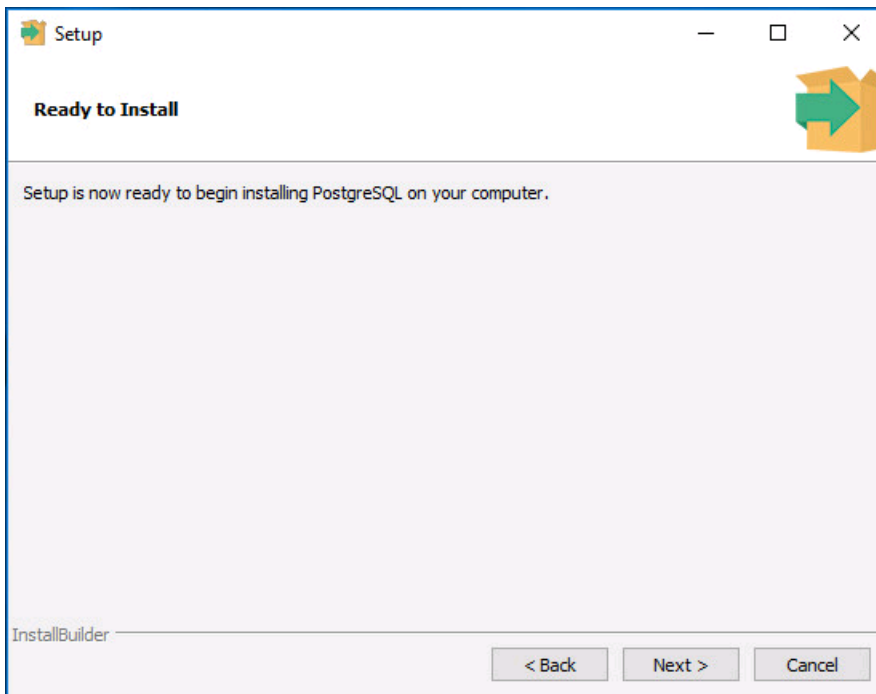 Setup
Ready to Install
Setup is now ready to begin installing PostgreSQL on your computer.
InstallBuilder
< Back Next > Cancel